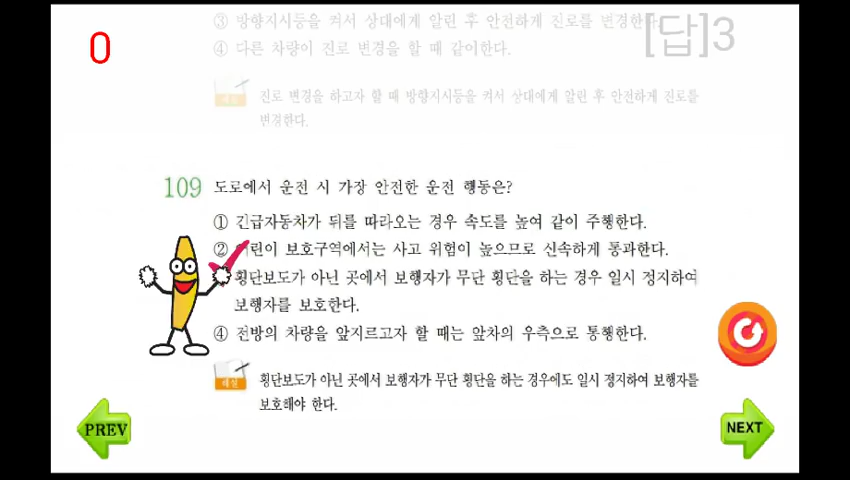 ③ 방향지시등을 켜서 상대에게 알린 후 안전하게 진로를 변경한다.
[답]3
0
④ 다른 차량이 진로 변경을 할 때 같이한다.
해설 진로 변경을 하고자 할 때 방향지시등을 켜서 상대에게 알린 후 안전하게 진로를
변경한다.
109 도로에서 운전 시 가장 안전한 운전 행동은?
① 긴급자동차가 뒤를 따라오는 경우 속도를 높여 같이 주행한다.
② 어린이 보호구역에서는 사고 위험이 높으므로 신속하게 통과한다.
횡단보도가 아닌 곳에서 보행자가 무단 횡단을 하는 경우 일시 정지하여
보행자를 보호한다.
④ 전방의 차량을 앞지르고자 할 때는 앞차의 우측으로 통행한다.
해설 횡단보도가 아닌 곳에서 보행자가 무단 횡단을 하는 경우에도 일시 정지하여 보행자를
보호해야 한다.
PREV
NEXT